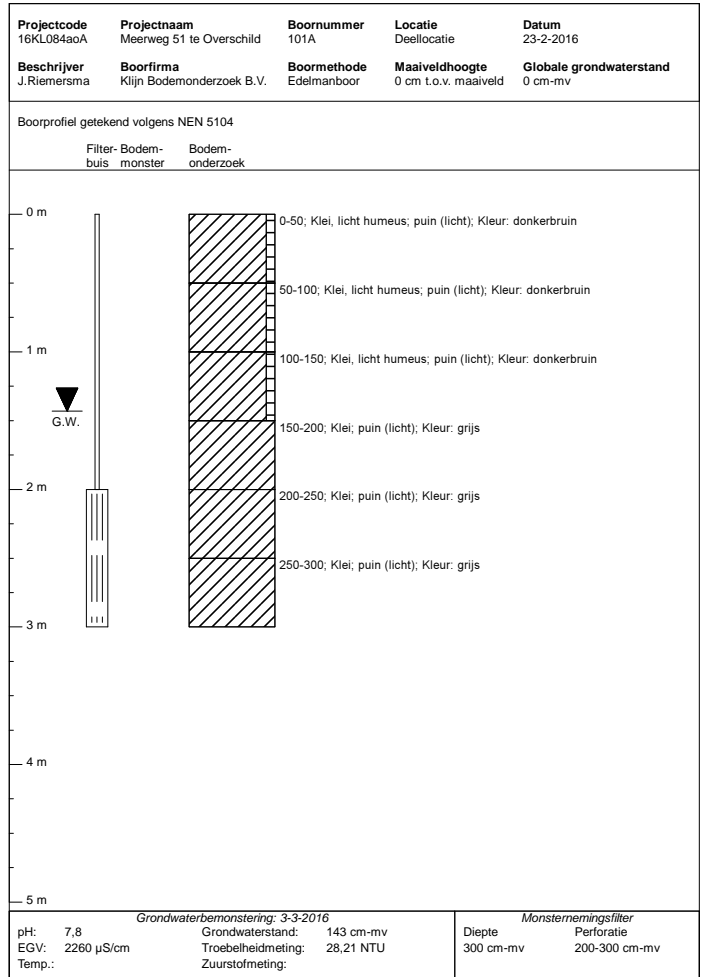 Projectcode Projectnaam Boornummer Locatie Datum
16KL084aoA Meerweg 51 te Overschild 101A Deellocatie 23-2-2016
Beschrijver Boorfirma Boormethode Maaiveldhoogte Globale grondwaterstand
J.Riemersma Klijn Bodemonderzoek B.V. Edelmanboor 0 cm t.o.v. maaiveld 0 cm-mv
Boorprofiel getekend volgens NEN 5104
Filter- Bodem- Bodem-
buis monster onderzoek
0 m
0-50; Klei, licht humeus; puin (licht); Kleur: donkerbruin
50-100; Klei, licht humeus; puin (licht); Kleur: donkerbruin
1 m
100-150; Klei, licht humeus; puin (licht); Kleur: donkerbruin
G.W.
150-200; Klei; puin (licht); Kleur: grijs
2 m
200-250; Klei; puin (licht); Kleur: grijs
250-300; Klei; puin (licht); Kleur: grijs
3 m
4 m
5 m
Grondwaterbemonstering: 3-3-2016 Monsternemingsfilter
pH: 7,8 Grondwaterstand: 143 cm-mv Diepte Perforatie
EGV: 2260 µS/cm Troebelheidmeting: 28,21 NTU 300 cm-mv 200-300 cm-mv
Temp.: Zuurstofmeting: